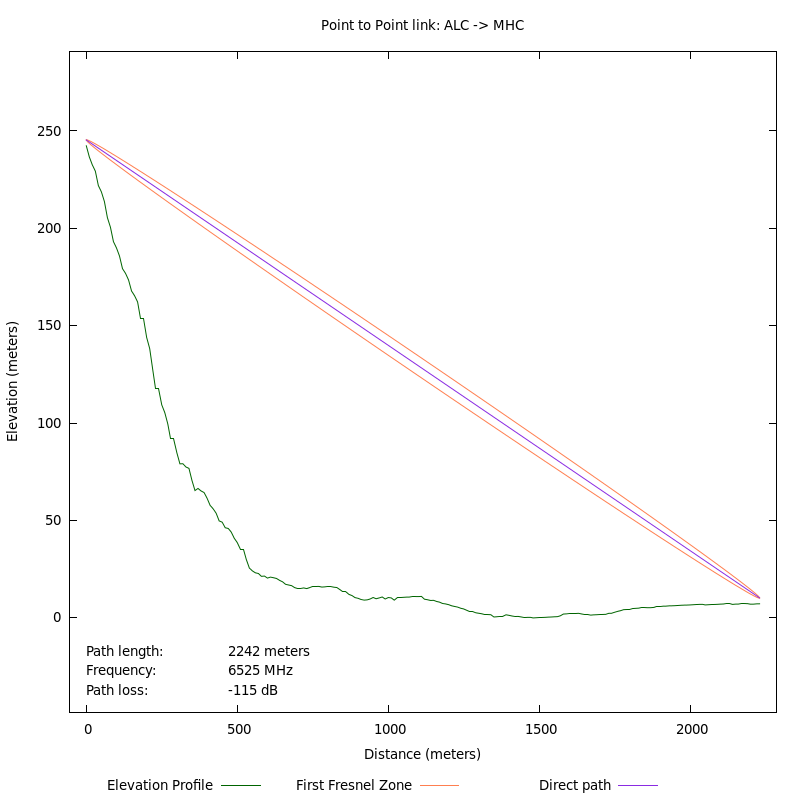 Point to Point link: ALC -> MHC
250
200
150
100
50
0
Elevation (meters)
Path length: 2242 meters
Frequency: 6525 MHz
Path loss: -115 dB
0 500 1000 1500 2000
Distance (meters)
Elevation Profile First Fresnel Zone Direct path